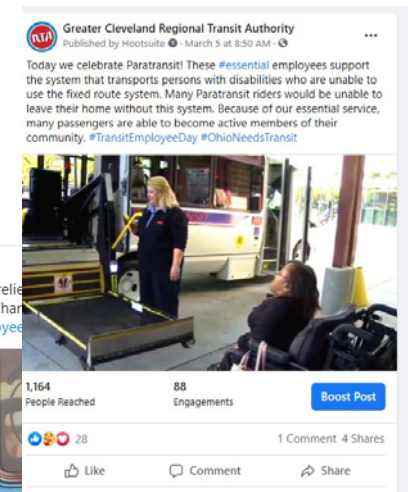 RTA
Greater Cleveland Regional Transit Authority
Published by Hootsuite · March 5 at 8:50 AM ·
Today we celebrate Paratransit! These #essential employees support
the system that transports persons with disabilities who are unable to
use the fixed route system. Many Paratransit riders would be unable to
leave their home without this system. Because of our essential service,
many passengers are able to become active members of their
community. #TransitEmployeeDay #OhioNeedsTransit
1,164
People Reached
88
Engagements
Boost Post
28
1 Comment 4 Shares
Like
Comment
Share